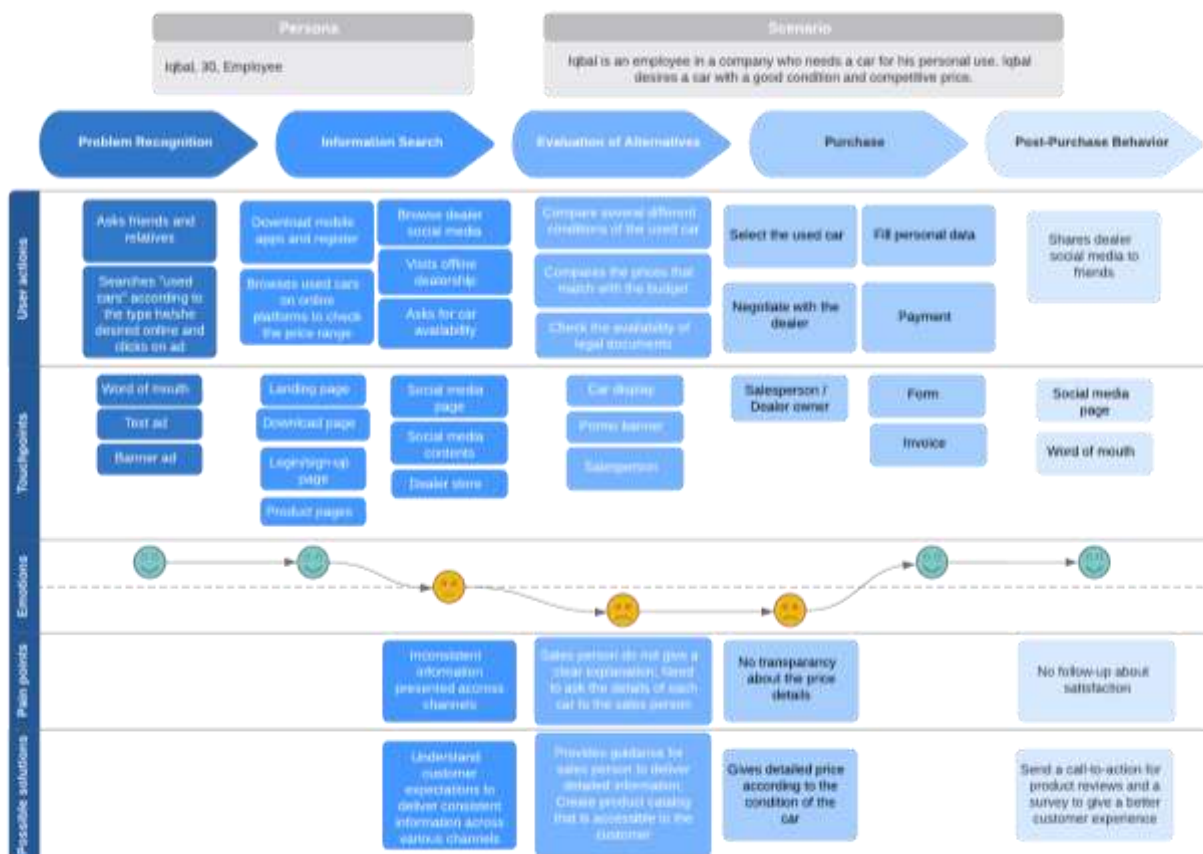 Persona
Scenario
Iqbal, 30, Employee
Iqbal is an employee in a company who needs a car for his personal use. Iqbal
desires a car with a good condition and competitive price.
Problem Recognition
Information Search
Evaluation of Alternatives
Purchase
Post-Purchase Behavior
User actions
Asks friends and
relatives
Searches "used
cars" according to
the type he/she
desired online and
clicks on ad
Download mobile
apps and register
Browses used cars
on online
platforms to check
the price range
Browse dealer
social media
Visits offline
dealership
Asks for car
availability
Compare several different
conditions of the used car
Compares the prices that
match with the budget
Check the availability of
legal documents
Select the used car
Negotiate with the
dealer
Fill personal data
Payment
Shares dealer
social media to
friends
Touchpoints
Word of mouth
Text ad
Banner ad
Landing page
Download page
Login/sign-up
page
Product pages
Social media
page
Social media
contents
Dealer store
Car display
Promo banner
Salesperson
Salesperson /
Dealer owner
Form
Invoice
Social media
page
Word of mouth
Emotions
Pain points
Inconsistent
information
presented accross
channels
Sales person do not give a
clear explanation, Need
to ask the details of each
car to the sales person
No transparancy
about the price
details
No follow-up about
satisfaction
Possible solutions
Understand
customer
expectations to
deliver consistent
information across
various channels
Provides guidance for
sales person to deliver
detailed information,
Create product catalog
that is accessible to the
customer
Gives detailed price
according to the
condition of the
car
Send a call-to-action for
product reviews and a
survey to give a better
customer experience